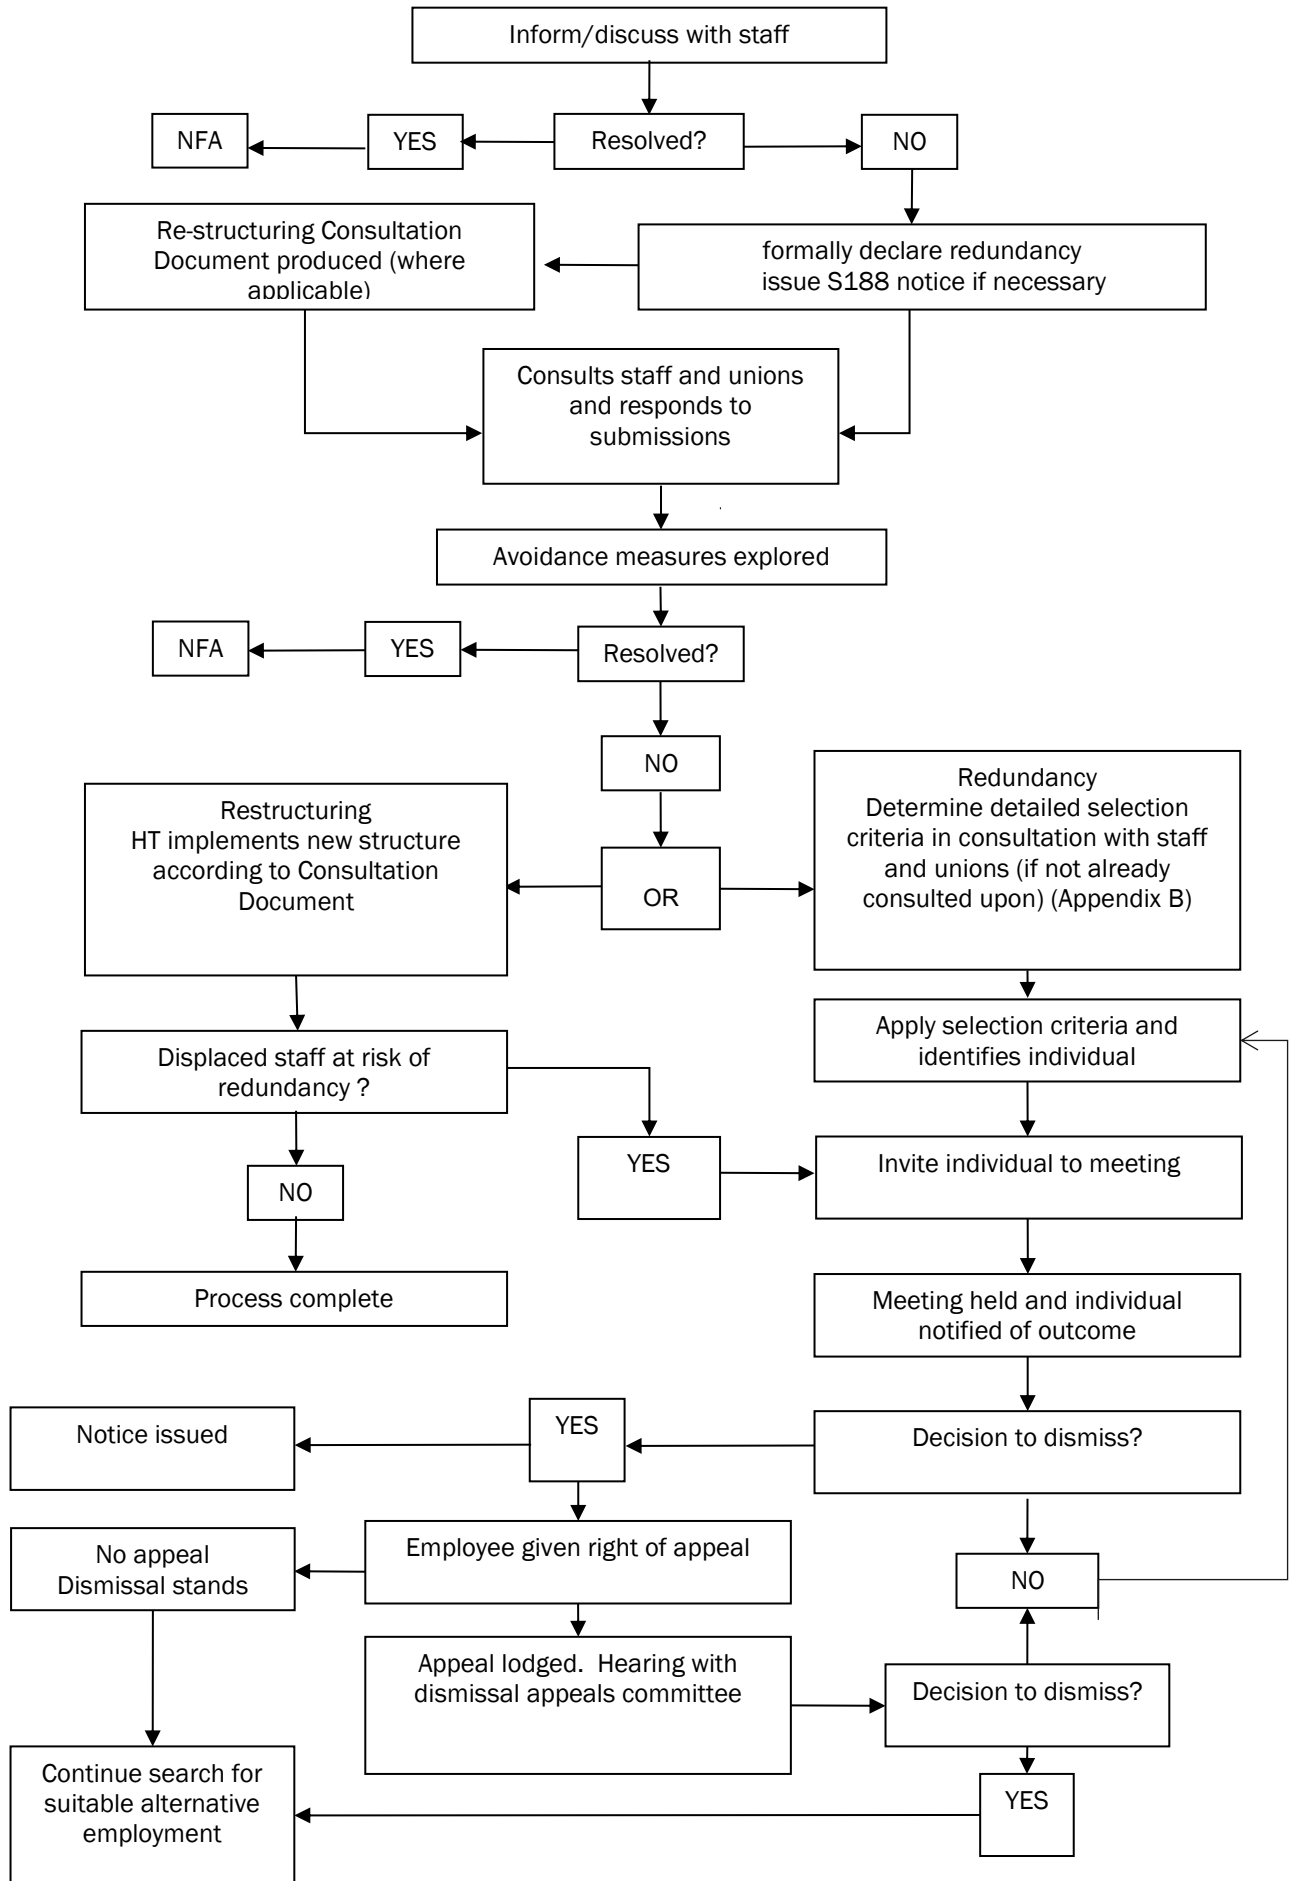 Inform/discuss with staff
NFA
YES
Resolved?
NO
Re-structuring Consultation
Document produced (where
applicable)
formally declare redundancy
issue S188 notice if necessary
Consults staff and unions
and responds to
submissions
Avoidance measures explored
NFA
YES
Resolved?
NO
Restructuring
HT implements new structure
according to Consultation
Document
OR
Redundancy
Determine detailed selection
criteria in consultation with staff
and unions (if not already
consulted upon) (Appendix B)
Apply selection criteria and
identifies individual
Displaced staff at risk of
redundancy ?
YES
Invite individual to meeting
NO
Process complete
Meeting held and individual
notified of outcome
Notice issued
YES
Decision to dismiss?
No appeal
Dismissal stands
Employee given right of appeal
NO
Appeal lodged.  Hearing with
dismissal appeals committee
Decision to dismiss?
Continue search for
suitable alternative
employment
YES